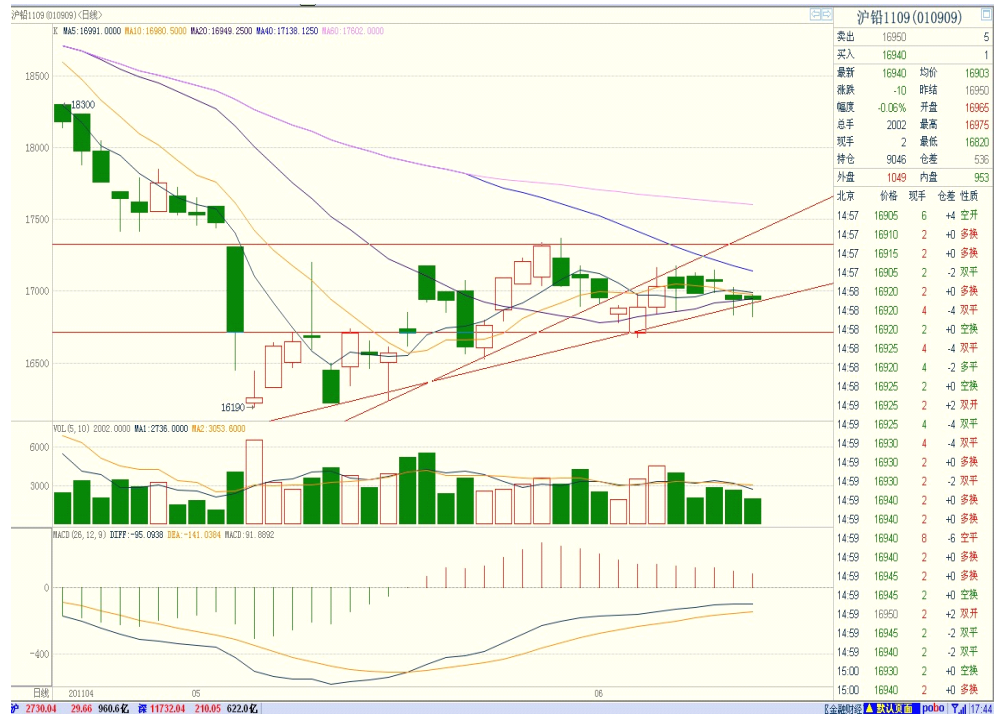 沪铅1109(010909)<日线>
K MA5:16991.0000 MA10:16980.5000 MA20:16949.2500 MA40:17138.1250 MA60:17602.0000
18500
18300
18000
17500
17000
16500
16190→
VOL(5,10) 2002.0000 MA1:2736.0000 MA2:3053.6000
6000
3000
MACD(26,12,9) DIFF:-95.0938 DEA:-141.0384 MACD:91.8892
0
-400
日线 201104 05 06
沪铅1109(010909)
卖出 16950 5
买入 16940 1
最新 16940 均价 16903
涨跌 -10 昨结 16950
幅度 -0.06% 开盘 16965
总手 2002 最高 16975
现手 2 最低 16820
持仓 9046 仓差 536
外盘 1049 内盘 953
北京 价格 现手 仓差 性质
14:57 16905 6 +4 空开
14:57 16910 2 +0 多换
14:57 16915 2 +0 多换
14:57 16905 2 -2 双平
14:58 16920 2 +0 多换
14:58 16920 4 -4 双平
14:58 16920 2 +0 空换
14:58 16925 4 -4 双平
14:58 16920 4 -2 多平
14:58 16925 2 +0 空换
14:59 16925 2 +2 双开
14:59 16925 4 -4 双平
14:59 16930 4 -4 双平
14:59 16930 2 +0 多换
14:59 16930 2 -2 双平
14:59 16940 2 +0 多换
14:59 16940 2 +0 多换
14:59 16940 8 -6 空平
14:59 16940 2 +0 多换
14:59 16945 2 +0 多换
14:59 16945 2 +0 空换
14:59 16950 2 +2 双开
14:59 16945 2 -2 双平
14:59 16940 2 -2 双平
15:00 16930 2 +0 空换
15:00 16940 2 +0 多换
沪 2730.04 29.66 960.6亿 深 11732.04 210.05 622.0亿 金融财经 默认页面 pobo 17:44